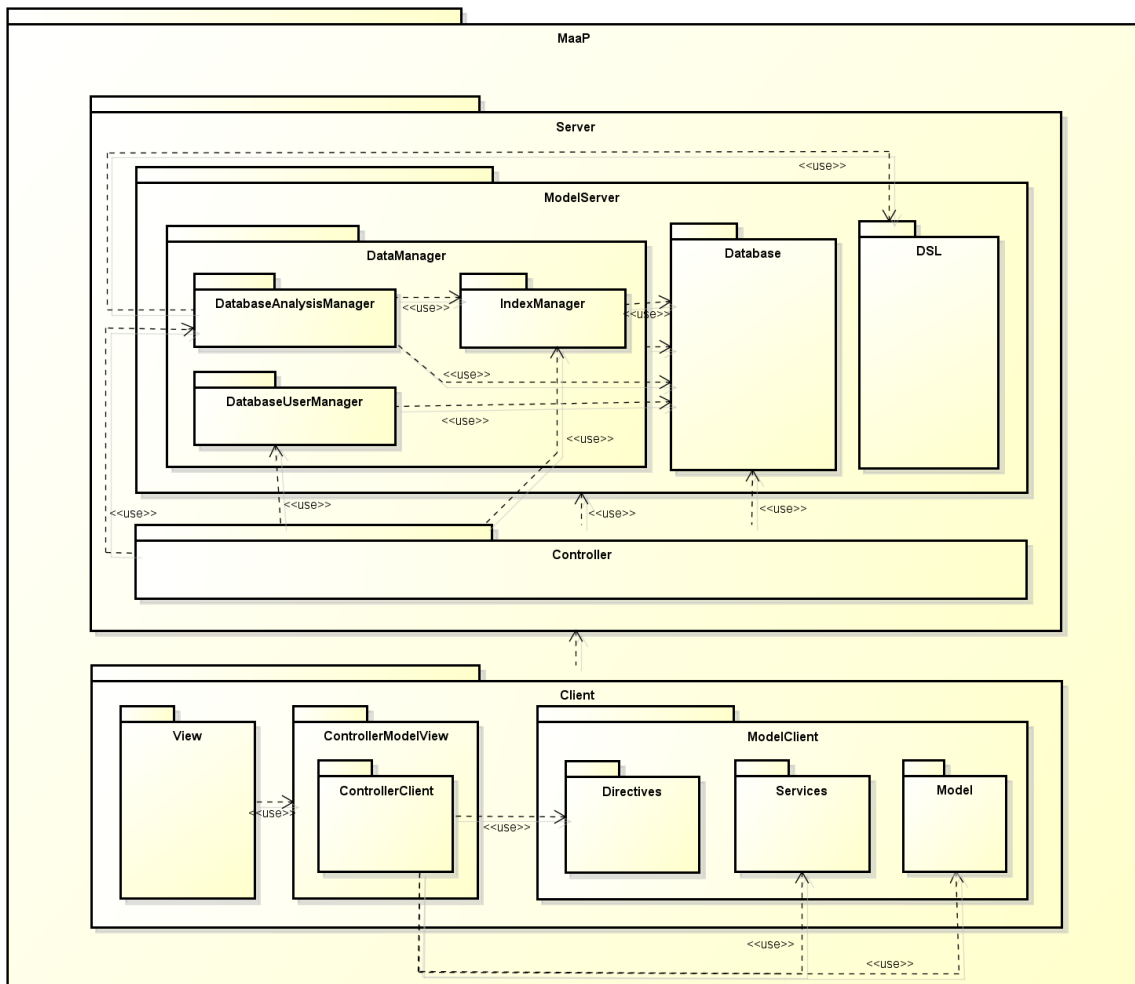 MaaP
Server
<<use>>
ModelServer
DataManager
Database
DSL
DatabaseAnalysisManager
IndexManager
<<use>>
<<use>>
<<use>>
DatabaseUserManager
<<use>>
<<use>>
<<use>>
<<use>>
<<use>>
<<use>>
Controller
Client
View
ControllerModelView
ModelClient
ControllerClient
Directives
Services
Model
<<use>>
<<use>>
<<use>>
<<use>>